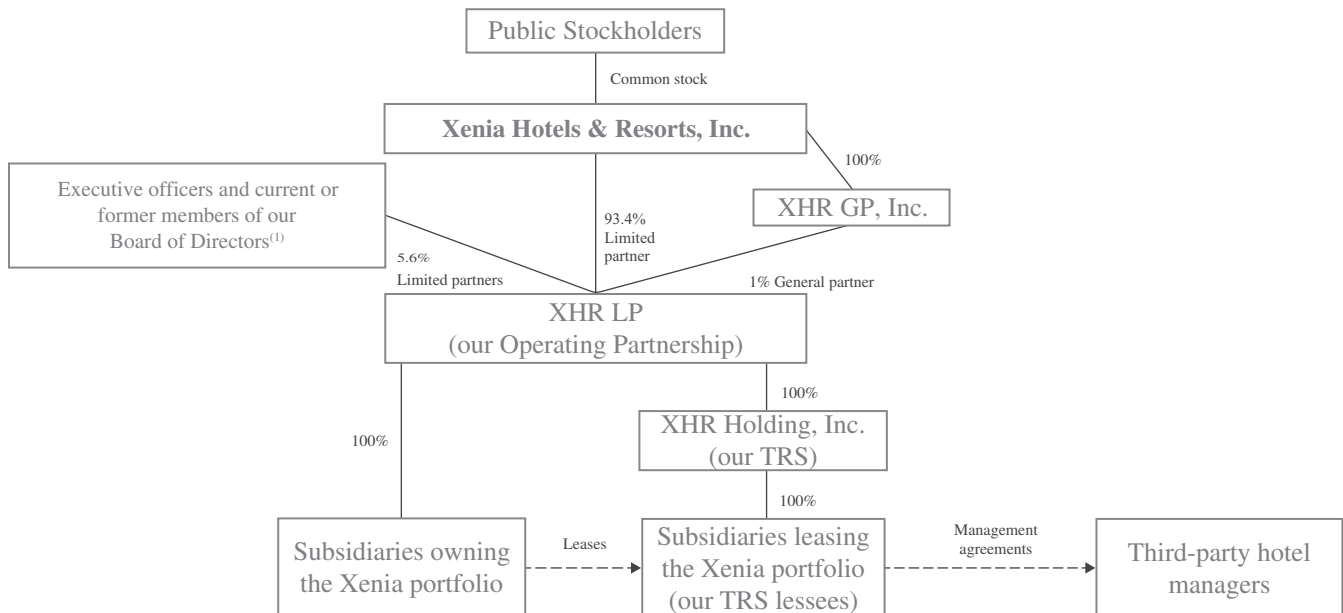 Public Stockholders
Common stock
Xenia Hotels & Resorts, Inc.
100%
Executive officers and current or
former members of our
Board of Directors(1)
XHR GP, Inc.
93.4%
Limited
partner
5.6%
Limited partners
1% General partner
XHR LP
(our Operating Partnership)
100%
XHR Holding, Inc.
(our TRS)
100%
100%
Subsidiaries owning
the Xenia portfolio
Leases
Subsidiaries leasing
the Xenia portfolio
(our TRS lessees)
Management
agreements
Third-party hotel
managers